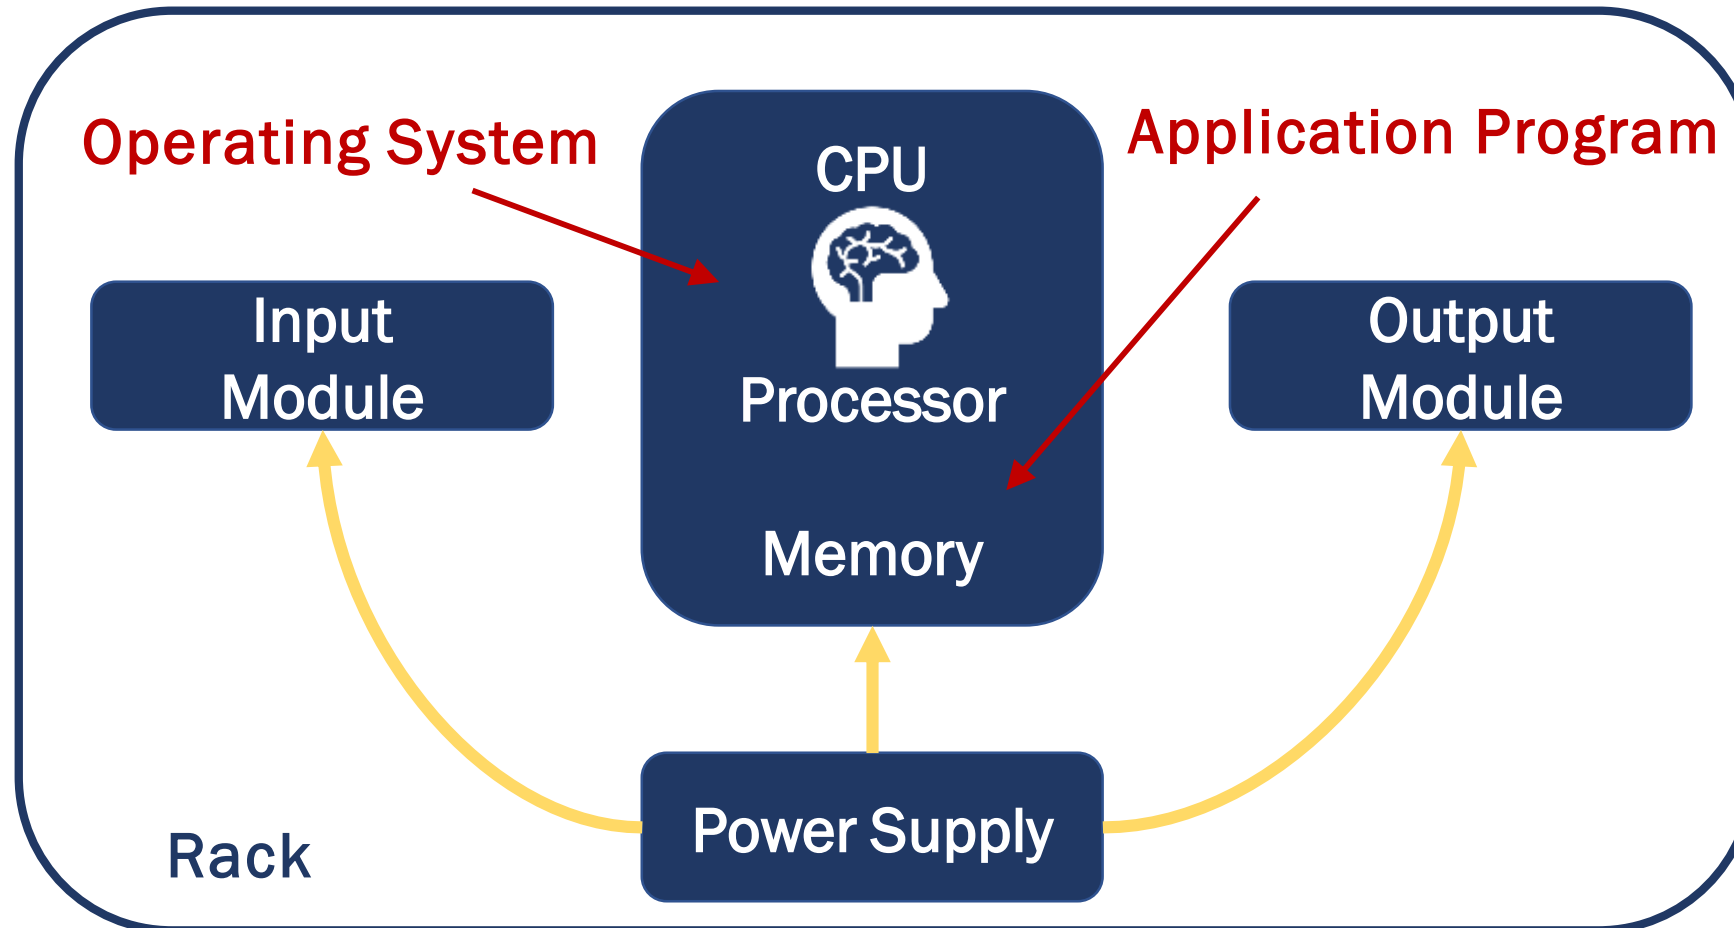 Operating System
Application Program
CPU
Input
Module
Processor
Memory
Output
Module
Power Supply
Rack